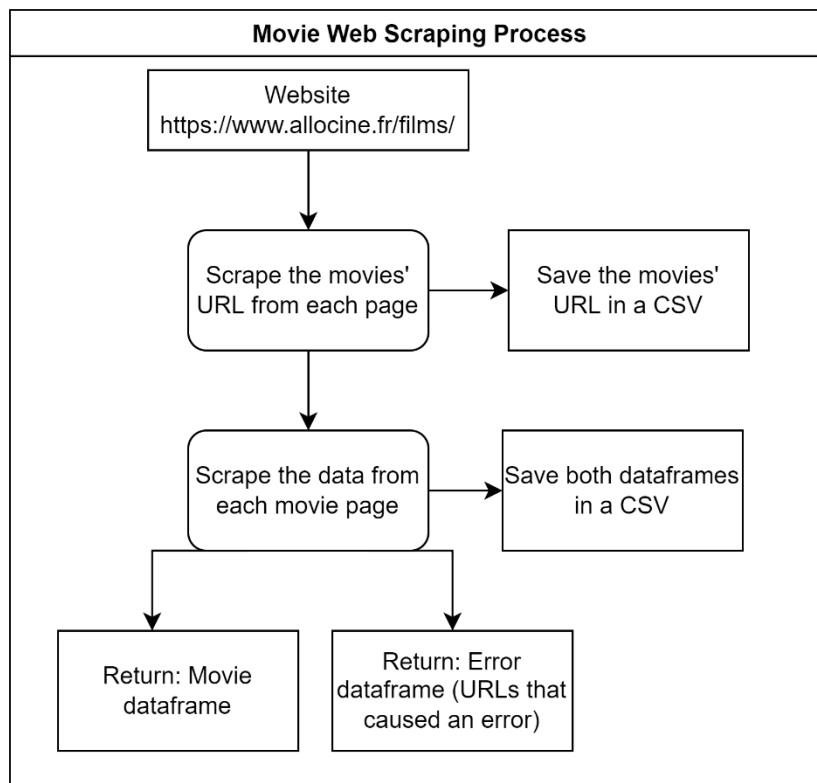 Movie Web Scraping Process
Website
https://www.allocine.fr/films/
Scrape the movies'
URL from each page
Save the movies'
URL in a CSV
Scrape the data from
each movie page
Save both dataframes
in a CSV
Return: Movie
dataframe
Return: Error
dataframe (URLs that
caused an error)